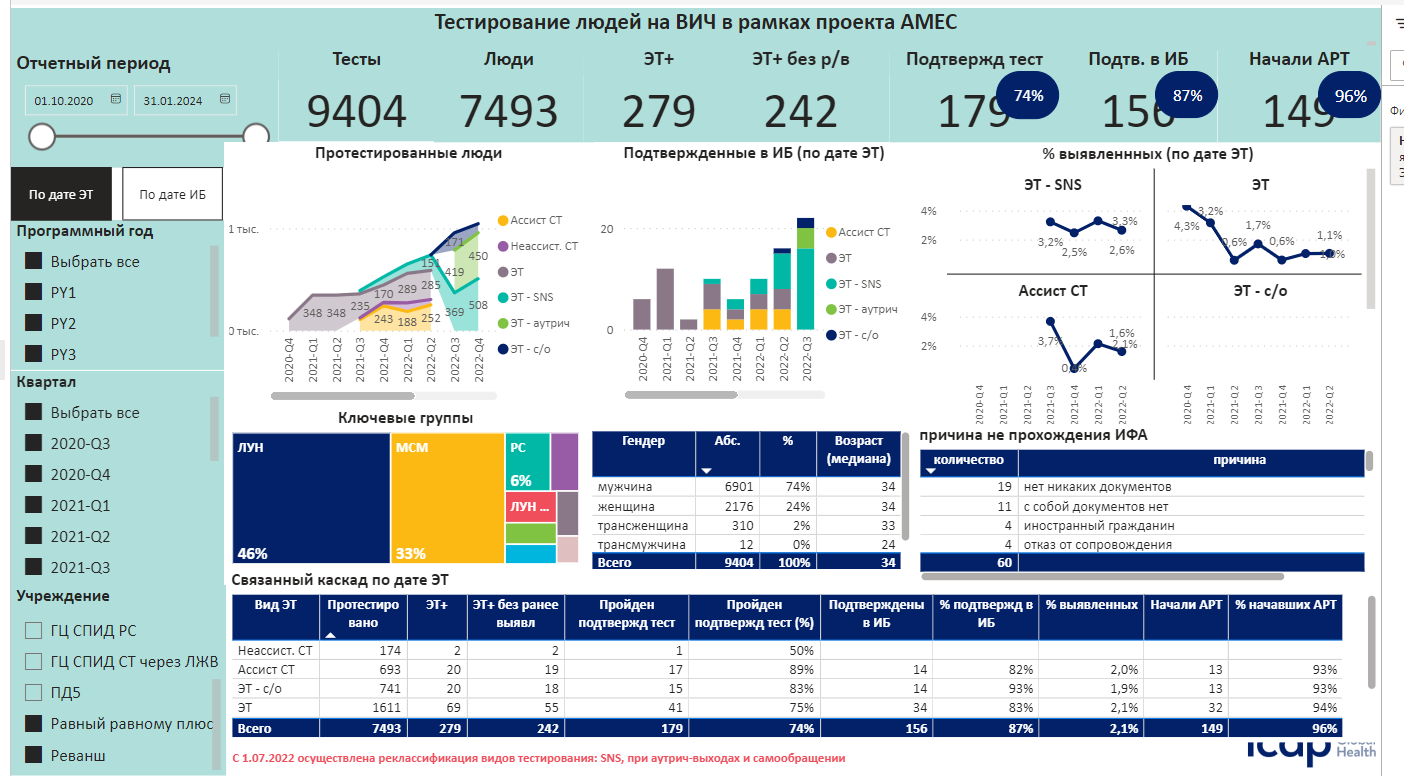 Тестирование людей на ВИЧ в рамках проекта АМЕС
Отчетный период
01.10.2020 31.01.2024
Тесты Люди ЭТ+ ЭТ+ без р/в Подтвержд тест Подтв. в ИБ Начали АРТ
9404 7493 279 242 179 74% 156 87% 149 96%
По дате ЭТ По дате ИБ
Программный год
Выбрать все
PY1
PY2
PY3
Квартал
Выбрать все
2020-Q3
2020-Q4
2021-Q1
2021-Q2
2021-Q3
Учреждение
ГЦ СПИД РС
ГЦ СПИД СТ через ЛЖВ
ПД5
Равный равному плюс
Реванш
Протестированные люди
1 тыс.
0 тыс.
348 348 235 170 289 285 151 171 450
419 243 188 252 369 508
2020-Q4 2021-Q1 2021-Q2 2021-Q3 2021-Q4 2022-Q1 2022-Q2 2022-Q3 2022-Q4
Ассист СТ
Неассист. СТ
ЭТ
ЭТ - SNS
ЭТ - аутрич
ЭТ - с/о
Подтвержденные в ИБ (по дате ЭТ)
20
0
2020-Q4 2021-Q1 2021-Q2 2021-Q3 2021-Q4 2022-Q1 2022-Q2 2022-Q3
Ассист СТ
ЭТ
ЭТ - SNS
ЭТ - аутрич
ЭТ - с/о
% выявленнных (по дате ЭТ)
ЭТ - SNS ЭТ
4%
2%
3,2% 2,5% 3,3% 2,6%
4,3% 3,2% 0,6% 1,7% 0,6% 1,1%
Ассист СТ ЭТ - с/о
4%
2%
3,7% 1,6% 2,1%
2020-Q4 2021-Q1 2021-Q2 2021-Q3 2021-Q4 2022-Q1 2022-Q2
2020-Q4 2021-Q1 2021-Q2 2021-Q3 2021-Q4 2022-Q1 2022-Q2
Ключевые группы
ЛУН МСМ РС
6%
ЛУН ...
46% 33%
Гендер Абс. % Возраст (медиана)
мужчина 6901 74% 34
женщина 2176 24% 34
трансженщина 310 2% 33
трансмужчина 12 0% 24
Всего 9404 100% 34
причина не прохождения ИФА
количество причина
19 нет никаких документов
11 с собой документов нет
4 иностранный гражданин
4 отказ от сопровождения
60
Связанный каскад по дате ЭТ
Вид ЭТ Протестировано ЭТ+ ЭТ+ без ранее выявл Пройден подтвержд тест Пройден подтвержд тест (%) Подтверждены в ИБ % подтвержд в ИБ % выявленных Начали АРТ % начавших АРТ
Неассист. СТ 174 2 2 1 50%
Ассист СТ 693 20 19 17 89% 14 82% 2,0% 13 93%
ЭТ - с/о 741 20 18 15 83% 14 93% 1,9% 13 93%
ЭТ 1611 69 55 41 75% 34 83% 2,1% 32 94%
Всего 7493 279 242 179 74% 156 87% 2,1% 149 96%
С 1.07.2022 осуществлена реклассификация видов тестирования: SNS, при аутрич-выходах и самообращении
icap Global Health